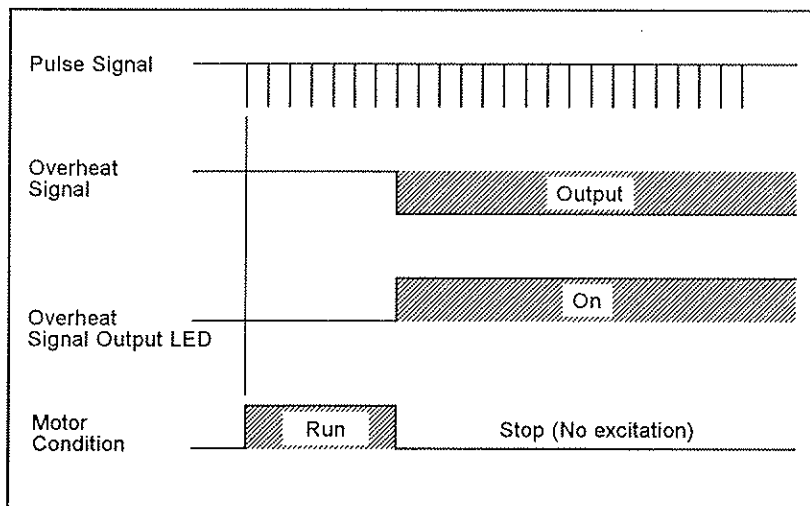 Pulse Signal
Overheat
Signal
Output
Overheat
Signal Output LED
On
Motor
Condition
Run
Stop (No excitation)